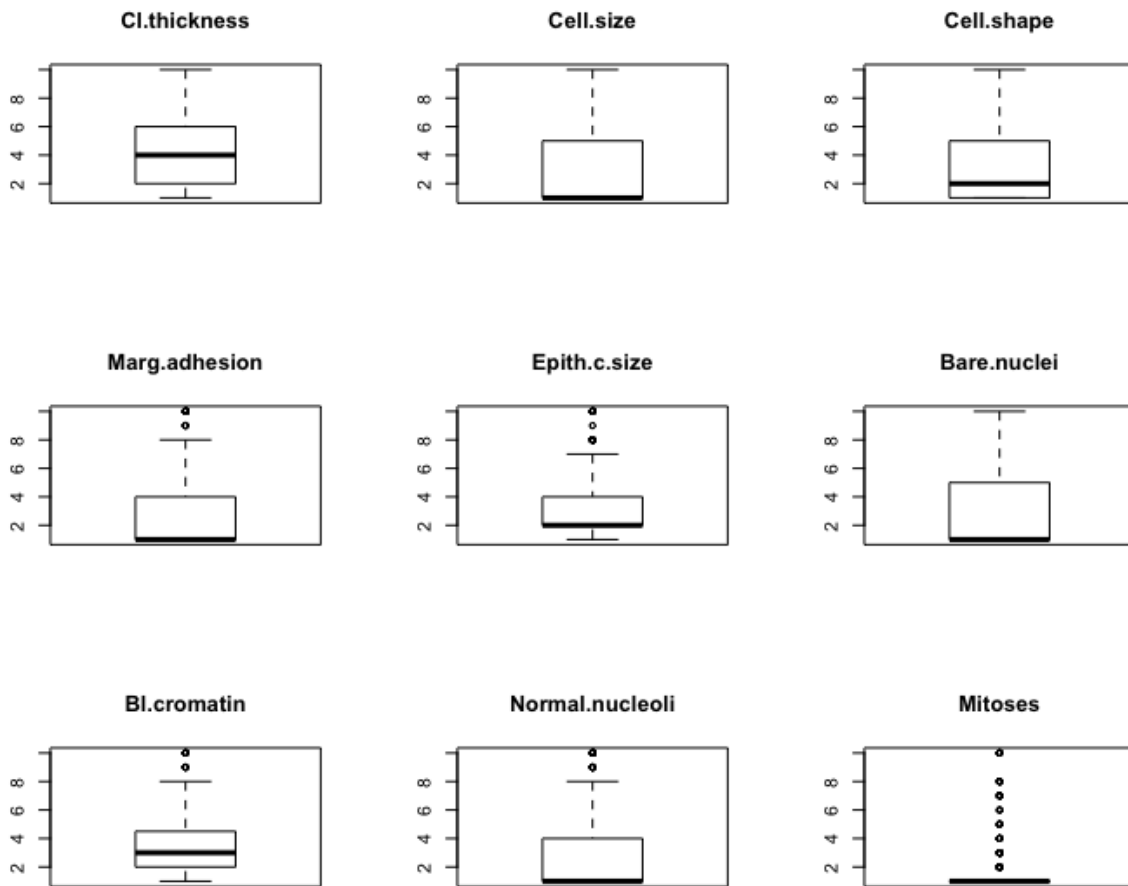 Cl.thickness Cell.size Cell.shape
8 8 8
6 6 6
4 4 4
2 2 2
Marg.adhesion Epith.c.size Bare.nuclei
8 8 8
6 6 6
4 4 4
2 2 2
Bl.cromatin Normal.nucleoli Mitoses
8 8 8
6 6 6
4 4 4
2 2 2